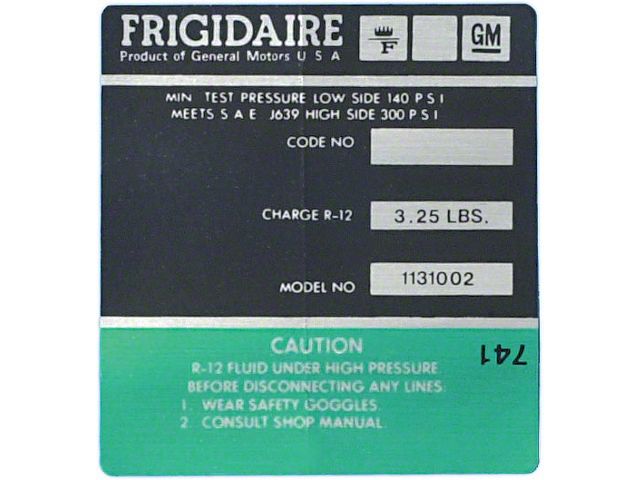 FRIGIDAIRE
Product of General Motors U S A
F
GM
MIN TEST PRESSURE LOW SIDE 140 P S I
MEETS S A E J639 HIGH SIDE 300 P S I
CODE NO
CHARGE R-12 3.25 LBS.
MODEL NO 1131002
CAUTION
R-12 FLUID UNDER HIGH PRESSURE
BEFORE DISCONNECTING ANY LINES:
1. WEAR SAFETY GOGGLES.
2. CONSULT SHOP MANUAL.
741